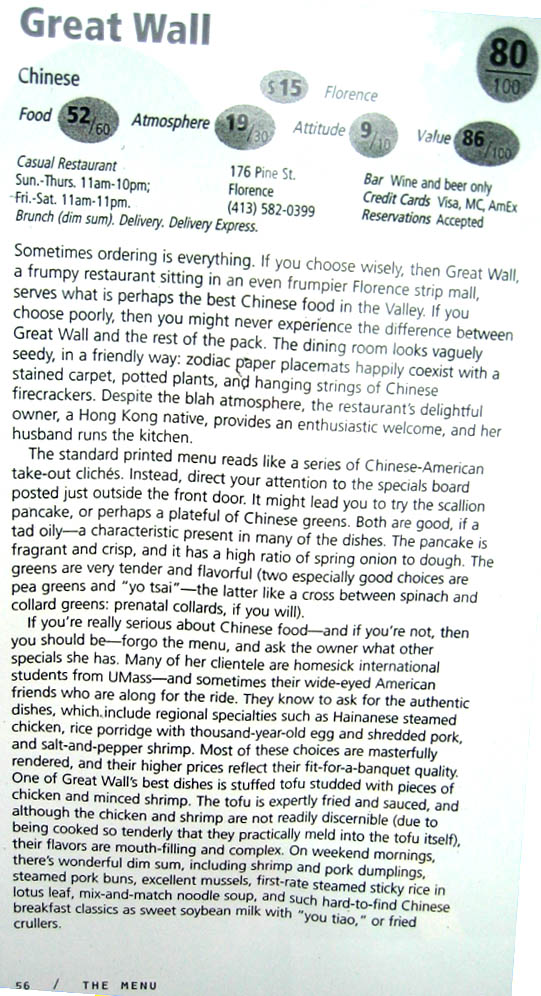 Great Wall
80
100
Chinese
$15 Florence
Food 52/60 Atmosphere 19/30 Attitude 9/10 Value 86/100
Casual Restaurant
Sun.-Thurs. 11am-10pm;
Fri.-Sat. 11am-11pm.
Brunch (dim sum). Delivery. Delivery Express.
176 Pine St.
Florence
(413) 582-0399
Bar Wine and beer only
Credit Cards Visa, MC, AmEx
Reservations Accepted
Sometimes ordering is everything. If you choose wisely, then Great Wall,
a frumpy restaurant sitting in an even frumpier Florence strip mall,
serves what is perhaps the best Chinese food in the Valley. If you
choose poorly, then you might never experience the difference between
Great Wall and the rest of the pack. The dining room looks vaguely
seedy, in a friendly way: zodiac paper placemats happily coexist with a
stained carpet, potted plants, and hanging strings of Chinese
firecrackers. Despite the blah atmosphere, the restaurant's delightful
owner, a Hong Kong native, provides an enthusiastic welcome, and her
husband runs the kitchen.
The standard printed menu reads like a series of Chinese-American
take-out clichés. Instead, direct your attention to the specials board
posted just outside the front door. It might lead you to try the scallion
pancake, or perhaps a plateful of Chinese greens. Both are good, if a
tad oily—a characteristic present in many of the dishes. The pancake is
fragrant and crisp, and it has a high ratio of spring onion to dough. The
greens are very tender and flavorful (two especially good choices are
pea greens and "yo tsai"—the latter like a cross between spinach and
collard greens: prenatal collards, if you will).
If you're really serious about Chinese food—and if you're not, then
you should be—forgo the menu, and ask the owner what other
specials she has. Many of her clientele are homesick international
students from UMass—and sometimes their wide-eyed American
friends who are along for the ride. They know to ask for the authentic
dishes, which include regional specialties such as Hainanese steamed
chicken, rice porridge with thousand-year-old egg and shredded pork,
and salt-and-pepper shrimp. Most of these choices are masterfully
rendered, and their higher prices reflect their fit-for-a-banquet quality.
One of Great Wall's best dishes is stuffed tofu studded with pieces of
chicken and minced shrimp. The tofu is expertly fried and sauced, and
although the chicken and shrimp are not readily discernible (due to
being cooked so tenderly that they practically meld into the tofu itself),
their flavors are mouth-filling and complex. On weekend mornings,
there's wonderful dim sum, including shrimp and pork dumplings,
steamed pork buns, excellent mussels, first-rate steamed sticky rice in
lotus leaf, mix-and-match noodle soup, and such hard-to-find Chinese
breakfast classics as sweet soybean milk with "you tiao," or fried
crullers.
56 / THE MENU